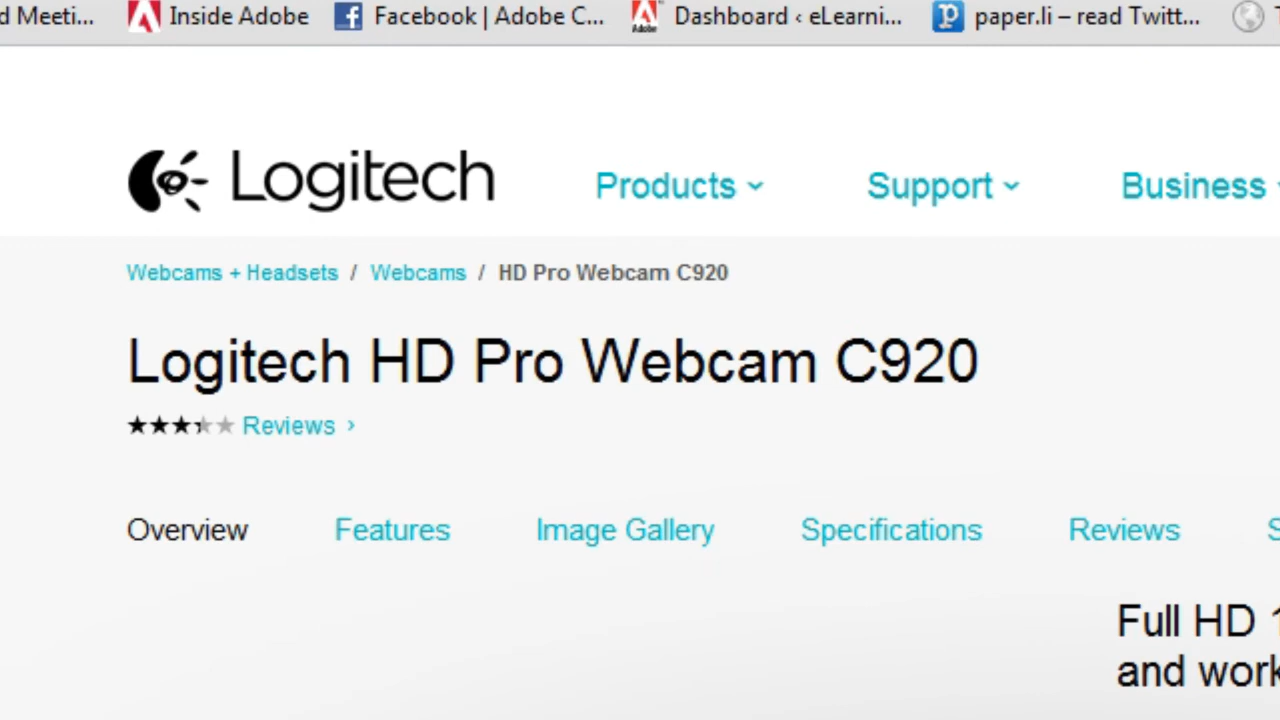 d Meeti... Inside Adobe Facebook | Adobe C... Dashboard ‹ eLearni... paper.li – read Twitt...
Adobe
Logitech Products Support Business
Webcams + Headsets / Webcams / HD Pro Webcam C920
Logitech HD Pro Webcam C920
Reviews ›
Overview Features Image Gallery Specifications Reviews S
Full HD 1
and work